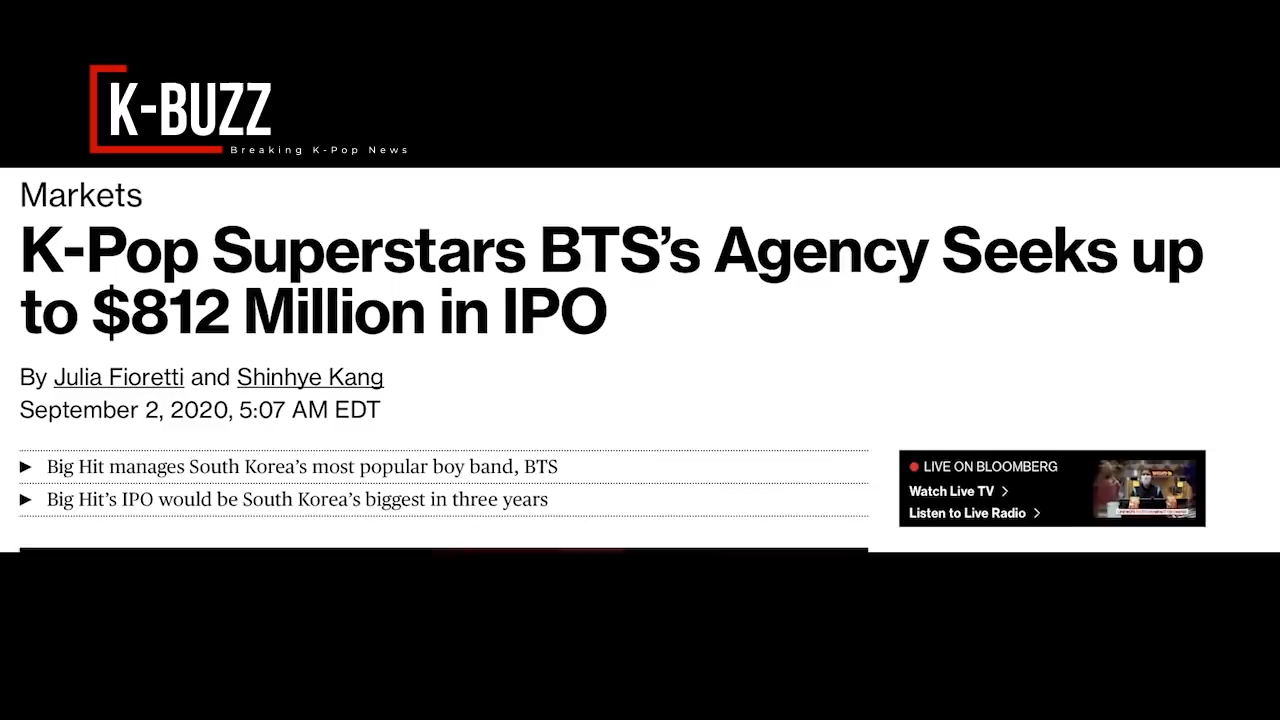 K-BUZZ
Breaking K-Pop News
Markets
K-Pop Superstars BTS’s Agency Seeks up
to $812 Million in IPO
By Julia Fioretti and Shinhye Kang
September 2, 2020, 5:07 AM EDT
▶ Big Hit manages South Korea’s most popular boy band, BTS
▶ Big Hit’s IPO would be South Korea’s biggest in three years
LIVE ON BLOOMBERG
Watch Live TV >
Listen to Live Radio >